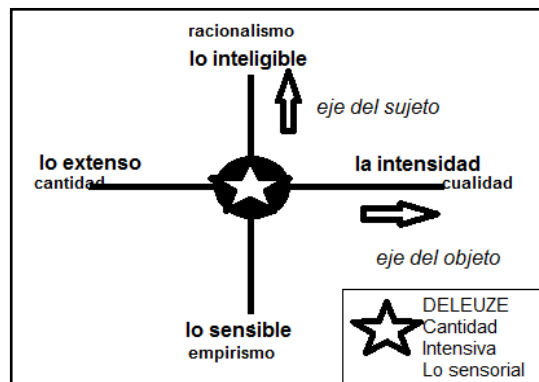 racionalismo
lo inteligible
eje del sujeto
lo extenso
cantidad
la intensidad
cualidad
eje del objeto
lo sensible
empirismo
DELEUZE
Cantidad
Intensiva
Lo sensorial